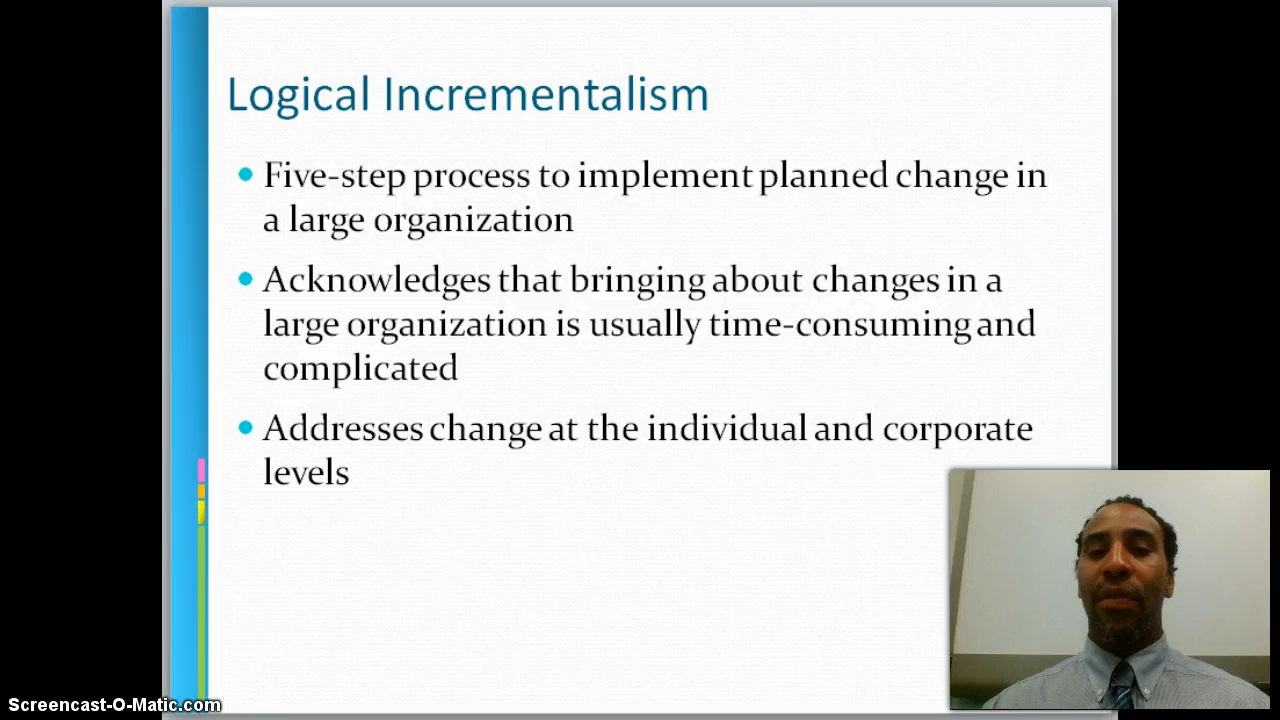 Logical Incrementalism
Five-step process to implement planned change in
a large organization
Acknowledges that bringing about changes in a
large organization is usually time-consuming and
complicated
Addresses change at the individual and corporate
levels
Screencast-O-Matic.com